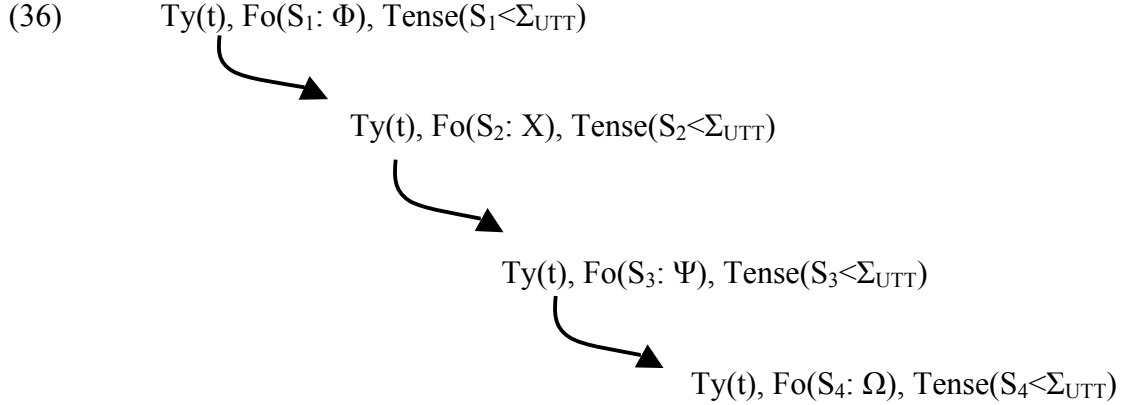 (36) Ty(t), Fo(S₁: Φ), Tense(S₁<Σ_UTT)
Ty(t), Fo(S₂: X), Tense(S₂<Σ_UTT)
Ty(t), Fo(S₃: Ψ), Tense(S₃<Σ_UTT)
Ty(t), Fo(S₄: Ω), Tense(S₄<Σ_UTT)